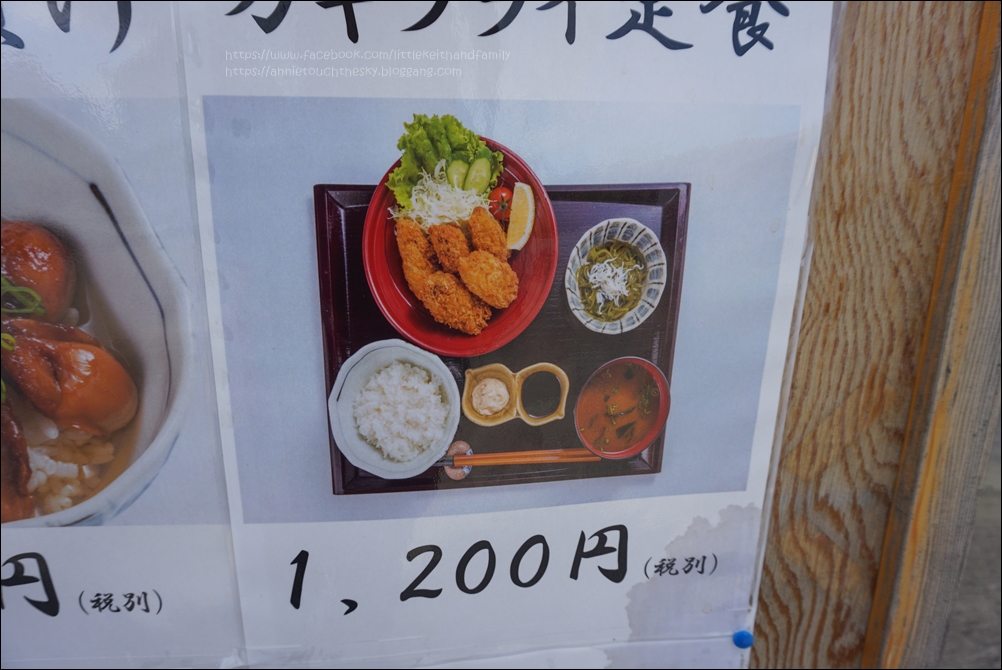 カキフライ定食
https://www.facebook.com/littlekeithandfamily
https://annietouchthesky.bloggang.com
1,200円(税別)
円(税別)